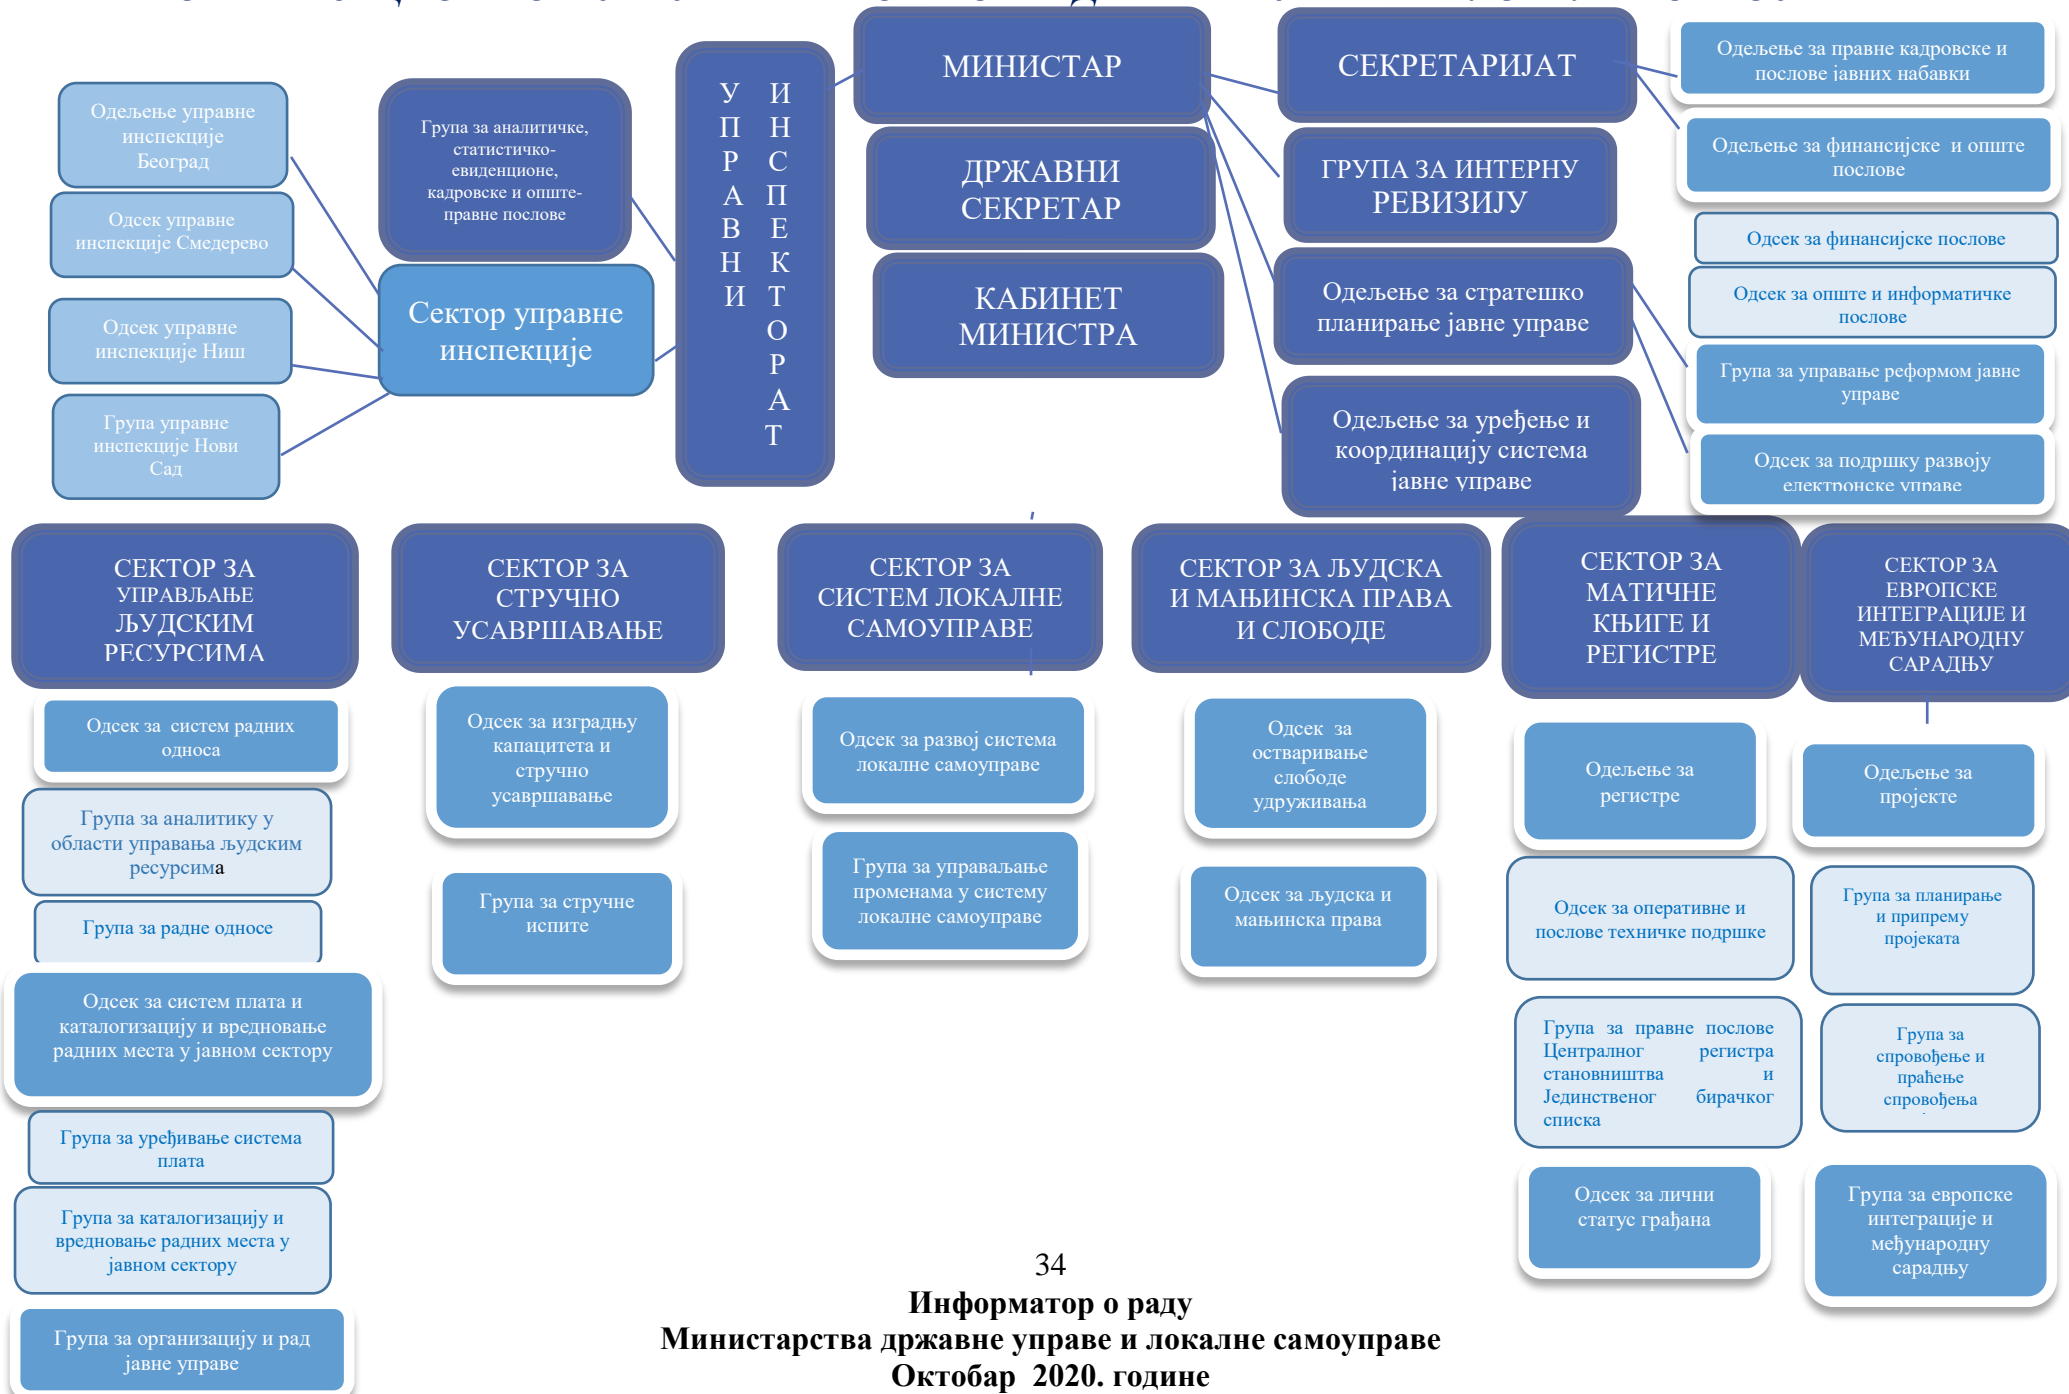 МИНИСТАР
ДРЖАВНИ
СЕКРЕТАР
КАБИНЕТ
МИНИСТРА
УПРАВНИ
ИНСПЕКТОРАТ
Група за аналитичке,
статистичко-
евиденционе,
кадровске и опште-
правне послове
Сектор управне
инспекције
Одељење управне
инспекције
Београд
Одсек управне
инспекције Смедерево
Одсек управне
инспекције Ниш
Група управне
инспекције Нови
Сад
СЕКРЕТАРИЈАТ
ГРУПА ЗА ИНТЕРНУ
РЕВИЗИЈУ
Одељење за стратешко
планирање јавне управе
Одељење за уређење и
координацију система
јавне управе
Одељење за правне кадровске и
послове јавних набавки
Одељење за финансијске  и опште
послове
Одсек за финансијске послове
Одсек за опште и информатичке
послове
Група за управање реформом јавне
управе
Одсек за подршку развоју
електронске управе
СЕКТОР ЗА
УПРАВЉАЊЕ
ЉУДСКИМ
РЕСУРСИМА
Одсек за  систем радних
односа
Група за аналитику у
области управања људским
ресурсима
Група за радне односе
Одсек за систем плата и
каталогизацију и вредновање
радних места у јавном сектору
Група за уређивање система
плата
Група за каталогизацију и
вредновање радних места у
јавном сектору
Група за организацију и рад
јавне управе
СЕКТОР ЗА
СТРУЧНО
УСАВРШАВАЊЕ
Одсек за изградњу
капацитета и
стручно
усавршавање
Група за стручне
испите
СЕКТОР ЗА
СИСТЕМ ЛОКАЛНЕ
САМОУПРАВЕ
Одсек за развој система
локалне самоуправе
Група за управаљање
променама у систему
локалне самоуправе
СЕКТОР ЗА ЉУДСКА
И МАЊИНСКА ПРАВА
И СЛОБОДЕ
Одсек  за
остваривање
слободе
удруживања
Одсек за људска и
мањинска права
СЕКТОР ЗА
МАТИЧНЕ
КЊИГЕ И
РЕГИСТРЕ
Одељење за
регистре
Одсек за оперативне и
послове техничке подршке
Група за правне послове
Централног регистра
становништва и
Јединственог бирачког
списка
Одсек за лични
статус грађана
СЕКТОР ЗА
ЕВРОПСКЕ
ИНТЕГРАЦИЈЕ И
МЕЂУНАРОДНУ
САРАДЊУ
Одељење за
пројекте
Група за планирање
и припрему
пројеката
Група за
спровођење и
праћење
спровођења
Група за европске
интеграције и
међународну
сарадњу
34
Информатор о раду
Министарства државне управе и локалне самоуправе
Октобар  2020. године